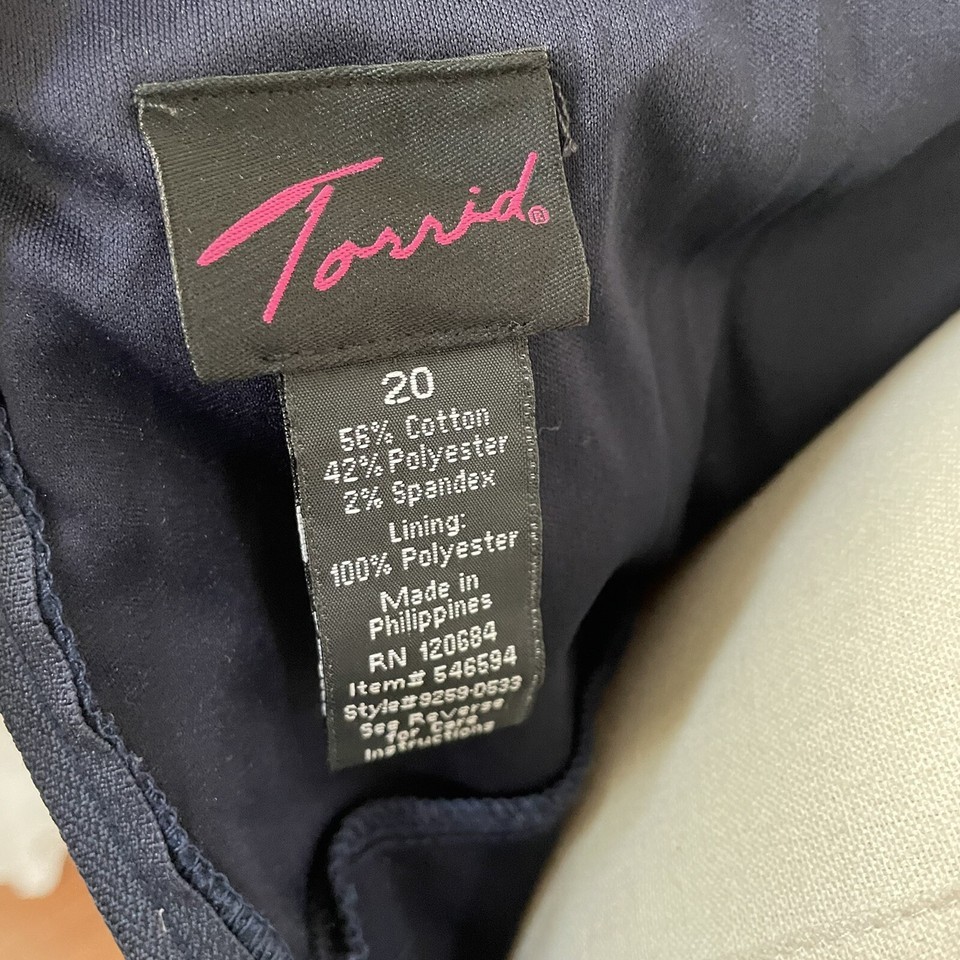 Torrid®
20
56% Cotton
42% Polyester
2% Spandex
Lining:
100% Polyester
Made in
Philippines
RN 120684
Item# 546594
Style#9259-D533
See Reverse
for Care
Instructions